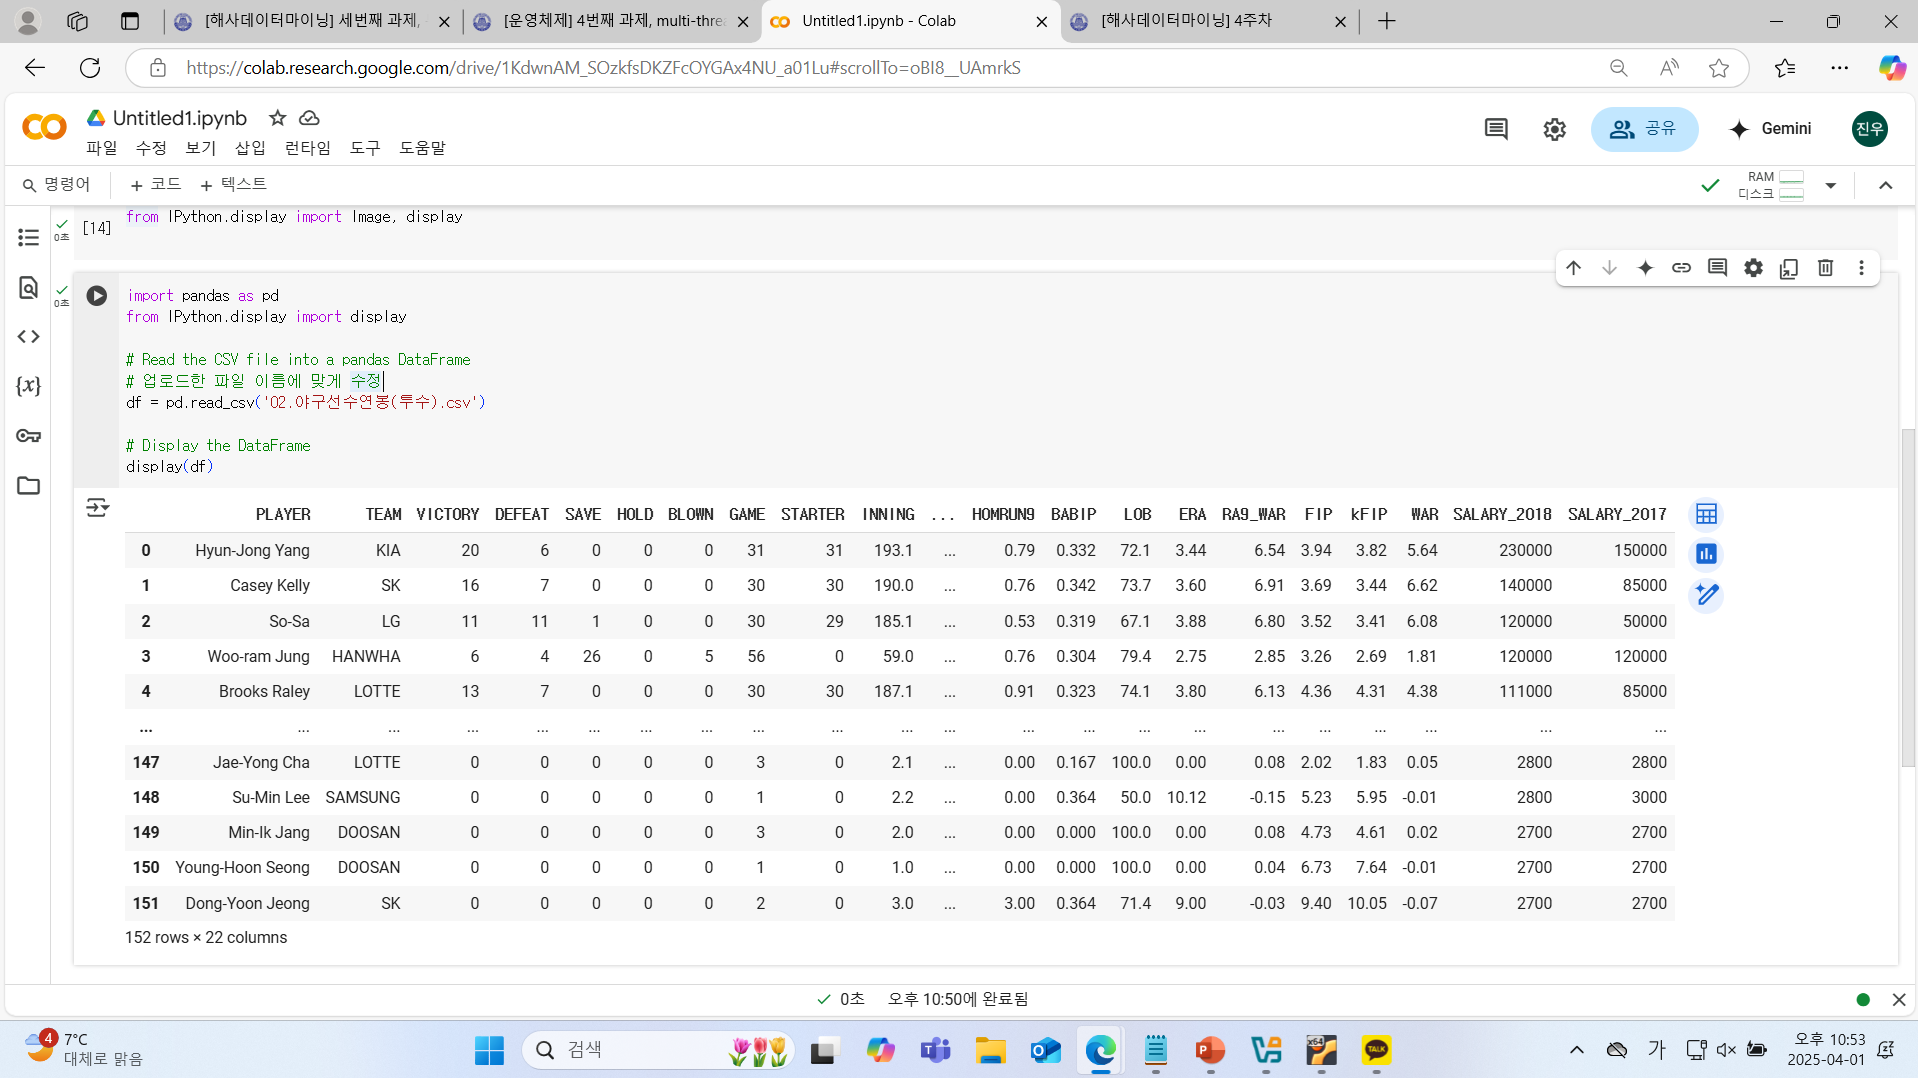 [해사데이터마이닝] 세번째 과제,
[운영체제] 4번째 과제, multi-threa
Untitled1.ipynb - Colab
[해사데이터마이닝] 4주차
https://colab.research.google.com/drive/1KdwnAM_SOzkfsDKZFcOYGAx4NU_a01Lu#scrollTo=oBI8__UAmrkS
Untitled1.ipynb
파일 수정 보기 삽입 런타임 도구 도움말
공유
Gemini
진우
명령어 + 코드 + 텍스트
RAM
디스크
0초
[14] from IPython.display import Image, display
0초
import pandas as pd
from IPython.display import display
# Read the CSV file into a pandas DataFrame
# 업로드한 파일 이름에 맞게 수정
df = pd.read_csv('02.야구선수연봉(투수).csv')
# Display the DataFrame
display(df)
PLAYER TEAM VICTORY DEFEAT SAVE HOLD BLOWN GAME STARTER INNING ... HOMRUN9 BABIP LOB ERA RA9_WAR FIP kFIP WAR SALARY_2018 SALARY_2017
0 Hyun-Jong Yang KIA 20 6 0 0 0 31 31 193.1 ... 0.79 0.332 72.1 3.44 6.54 3.94 3.82 5.64 230000 150000
1 Casey Kelly SK 16 7 0 0 0 30 30 190.0 ... 0.76 0.342 73.7 3.60 6.91 3.69 3.44 6.62 140000 85000
2 So-Sa LG 11 11 1 0 0 30 29 185.1 ... 0.53 0.319 67.1 3.88 6.80 3.52 3.41 6.08 120000 50000
3 Woo-ram Jung HANWHA 6 4 26 0 5 56 0 59.0 ... 0.76 0.304 79.4 2.75 2.85 3.26 2.69 1.81 120000 120000
4 Brooks Raley LOTTE 13 7 0 0 0 30 30 187.1 ... 0.91 0.323 74.1 3.80 6.13 4.36 4.31 4.38 111000 85000
... ... ... ... ... ... ... ... ... ... ... ... ... ... ... ... ... ... ... ... ... ...
147 Jae-Yong Cha LOTTE 0 0 0 0 0 3 0 2.1 ... 0.00 0.167 100.0 0.00 0.08 2.02 1.83 0.05 2800 2800
148 Su-Min Lee SAMSUNG 0 0 0 0 0 1 0 2.2 ... 0.00 0.364 50.0 10.12 -0.15 5.23 5.95 -0.01 2800 3000
149 Min-Ik Jang DOOSAN 0 0 0 0 0 3 0 2.0 ... 0.00 0.000 100.0 0.00 0.08 4.73 4.61 0.02 2700 2700
150 Young-Hoon Seong DOOSAN 0 0 0 0 0 1 0 1.0 ... 0.00 0.000 100.0 0.00 0.04 6.73 7.64 -0.01 2700 2700
151 Dong-Yoon Jeong SK 0 0 0 0 0 2 0 3.0 ... 3.00 0.364 71.4 9.00 -0.03 9.40 10.05 -0.07 2700 2700
152 rows × 22 columns
0초 오후 10:50에 완료됨
4
7°C
대체로 맑음
검색
x64
TALK
가
오후 10:53
2025-04-01